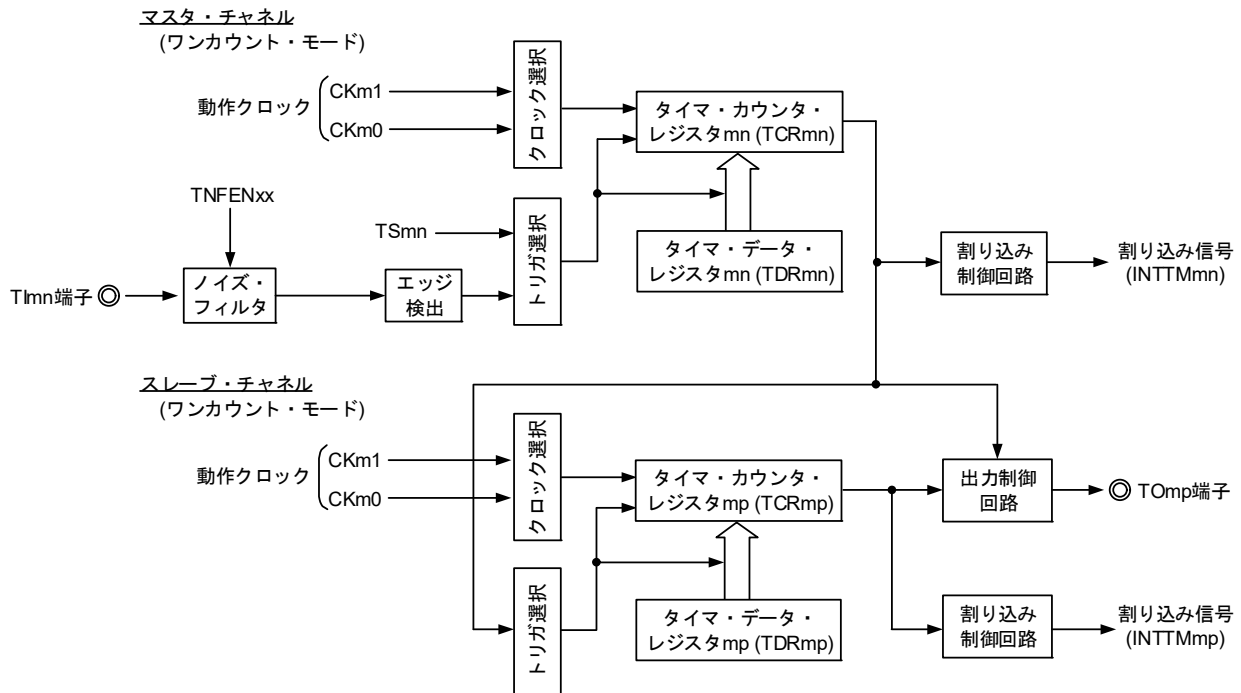 マスタ・チャネル
(ワンカウント・モード)
動作クロック
CKm1
CKm0
クロック選択
タイマ・カウンタ・
レジスタmn (TCRmn)
TNFENxx
TSmn
トリガ選択
タイマ・データ・
レジスタmn (TDRmn)
割り込み
制御回路
割り込み信号
(INTTMmn)
TImn端子
ノイズ・
フィルタ
エッジ
検出
スレーブ・チャネル
(ワンカウント・モード)
動作クロック
CKm1
CKm0
クロック選択
タイマ・カウンタ・
レジスタmp (TCRmp)
出力制御
回路
TOmp端子
トリガ選択
タイマ・データ・
レジスタmp (TDRmp)
割り込み
制御回路
割り込み信号
(INTTMmp)